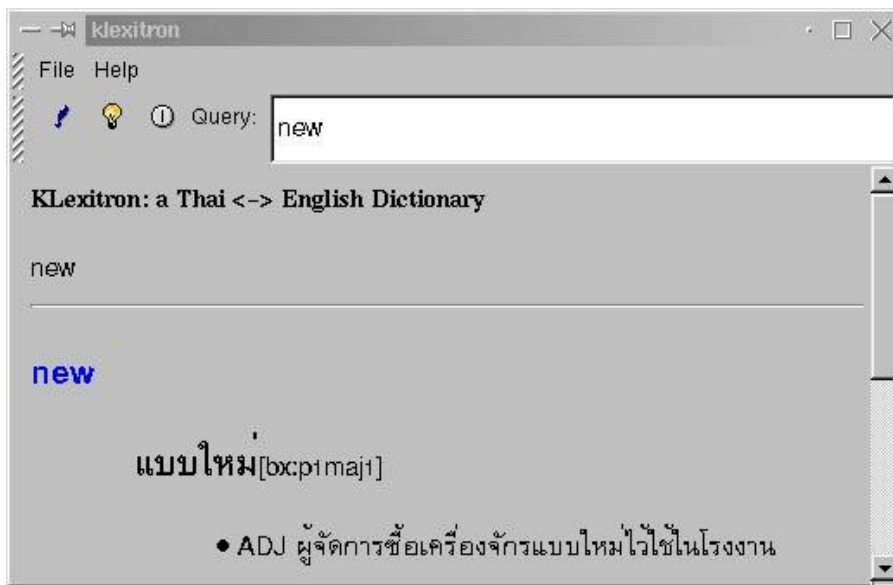 klexitron
File Help
Query: new
KLexitron: a Thai <-> English Dictionary
new
new
แบบใหม่[bx:p1maj1]
● ADJ ผู้จัดการซื้อเครื่องจักรแบบใหม่ไว้ใช้ในโรงงาน